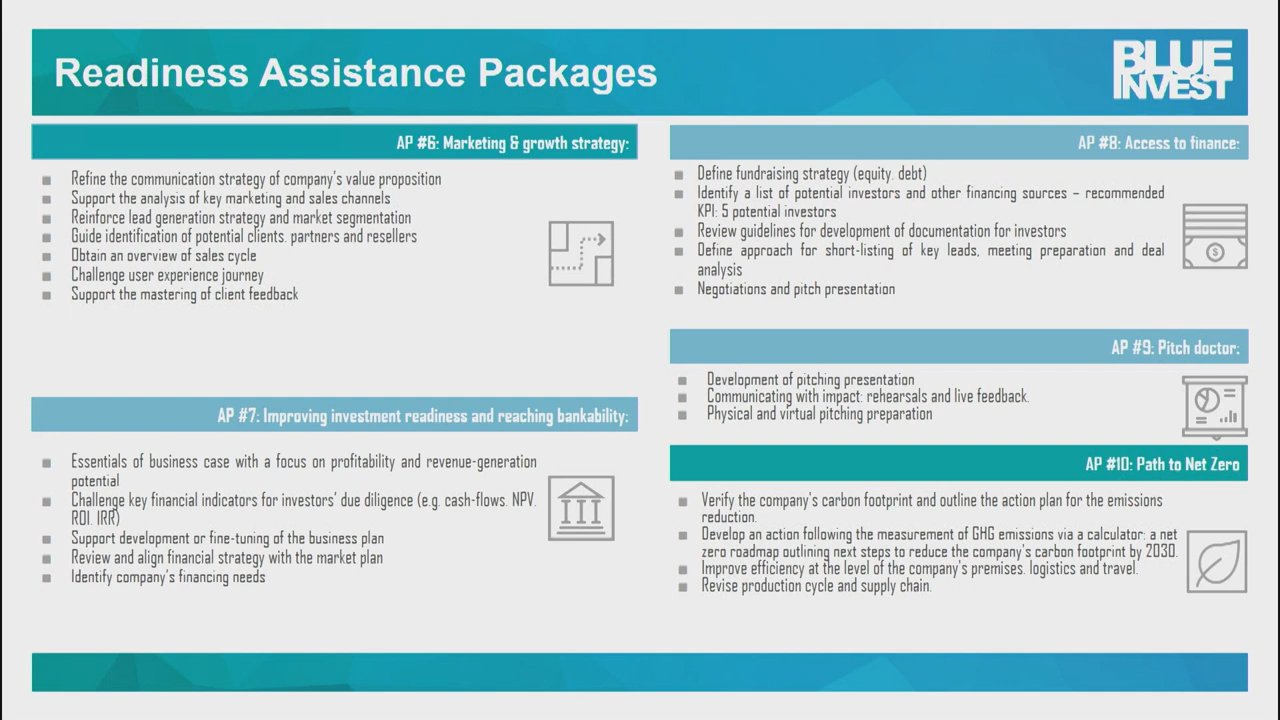 Readiness Assistance Packages
BLUE
INVEST
AP #6: Marketing & growth strategy:
Refine the communication strategy of company's value proposition
Support the analysis of key marketing and sales channels
Reinforce lead generation strategy and market segmentation
Guide identification of potential clients, partners and resellers
Obtain an overview of sales cycle
Challenge user experience journey
Support the mastering of client feedback
AP #7: Improving investment readiness and reaching bankability:
Essentials of business case with a focus on profitability and revenue-generation
potential
Challenge key financial indicators for investors' due diligence (e.g. cash-flows, NPV,
ROI, IRR)
Support development or fine-tuning of the business plan
Review and align financial strategy with the market plan
Identify company's financing needs
AP #8: Access to finance:
Define fundraising strategy (equity, debt)
Identify a list of potential investors and other financing sources – recommended
KPI: 5 potential investors
Review guidelines for development of documentation for investors
Define approach for short-listing of key leads, meeting preparation and deal
analysis
Negotiations and pitch presentation
AP #9: Pitch doctor:
Development of pitching presentation
Communicating with impact: rehearsals and live feedback.
Physical and virtual pitching preparation
AP #10: Path to Net Zero
Verify the company's carbon footprint and outline the action plan for the emissions
reduction.
Develop an action following the measurement of GHG emissions via a calculator: a net
zero roadmap outlining next steps to reduce the company's carbon footprint by 2030.
Improve efficiency at the level of the company's premises, logistics and travel.
Revise production cycle and supply chain.